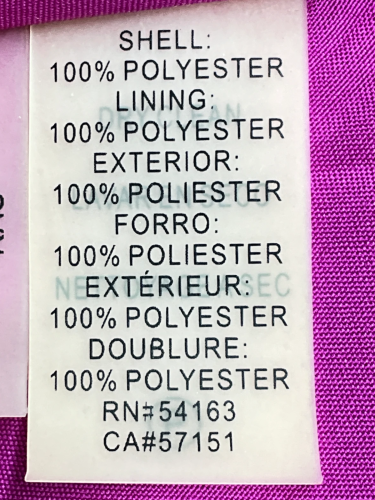 SHELL:
100% POLYESTER
LINING:
100% POLYESTER
EXTERIOR:
100% POLIESTER
FORRO:
100% POLIESTER
EXTÉRIEUR:
100% POLYESTER
DOUBLURE:
100% POLYESTER
RN#54163
CA#57151